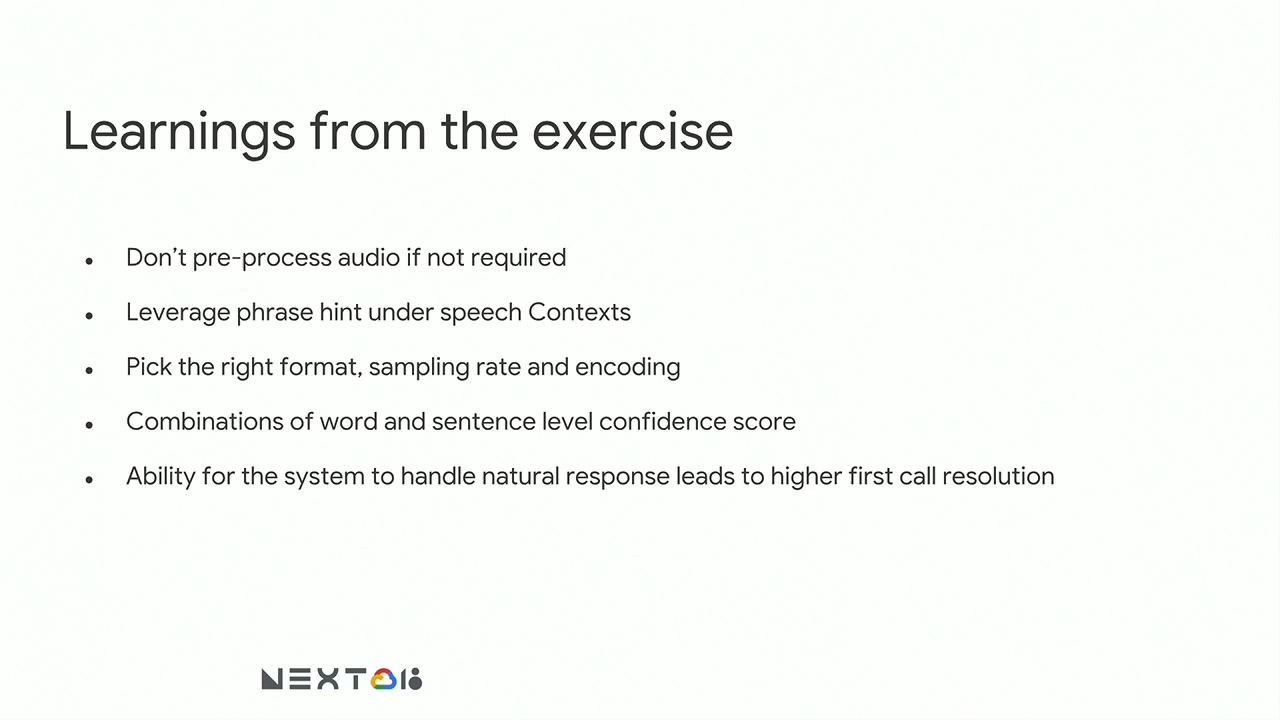 Learnings from the exercise
• Don’t pre-process audio if not required
• Leverage phrase hint under speech Contexts
• Pick the right format, sampling rate and encoding
• Combinations of word and sentence level confidence score
• Ability for the system to handle natural response leads to higher first call resolution
NEXT 18